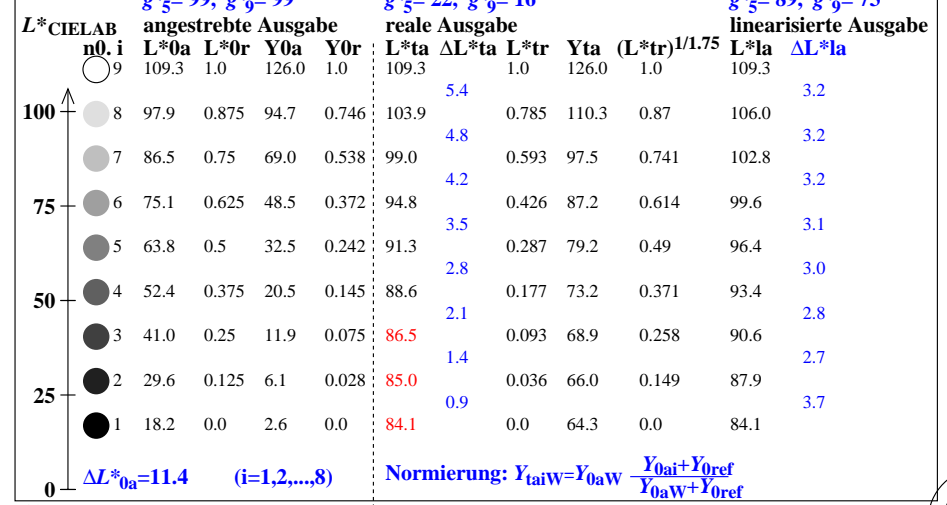 g*5= 99, g*9= 99 g*5= 22, g*9= 16 g*5= 89, g*9= 75
L*CIELAB angestrebte Ausgabe reale Ausgabe linearisierte Ausgabe
n0. i L*0a L*0r Y0a Y0r L*ta ΔL*ta L*tr Yta (L*tr)1/1.75 L*la ΔL*la
9 109.3 1.0 126.0 1.0 109.3 1.0 126.0 1.0 109.3
5.4 3.2
100 8 97.9 0.875 94.7 0.746 103.9 0.785 110.3 0.87 106.0
4.8 3.2
7 86.5 0.75 69.0 0.538 99.0 0.593 97.5 0.741 102.8
4.2 3.2
75 6 75.1 0.625 48.5 0.372 94.8 0.426 87.2 0.614 99.6
3.5 3.1
5 63.8 0.5 32.5 0.242 91.3 0.287 79.2 0.49 96.4
2.8 3.0
50 4 52.4 0.375 20.5 0.145 88.6 0.177 73.2 0.371 93.4
2.1 2.8
3 41.0 0.25 11.9 0.075 86.5 0.093 68.9 0.258 90.6
1.4 2.7
2 29.6 0.125 6.1 0.028 85.0 0.036 66.0 0.149 87.9
25 0.9 3.7
1 18.2 0.0 2.6 0.0 84.1 0.0 64.3 0.0 84.1
0 ΔL*0a=11.4 (i=1,2,...,8) Normierung: YtaiW=Y0aW Y0ai+Y0ref
Y0aW+Y0ref